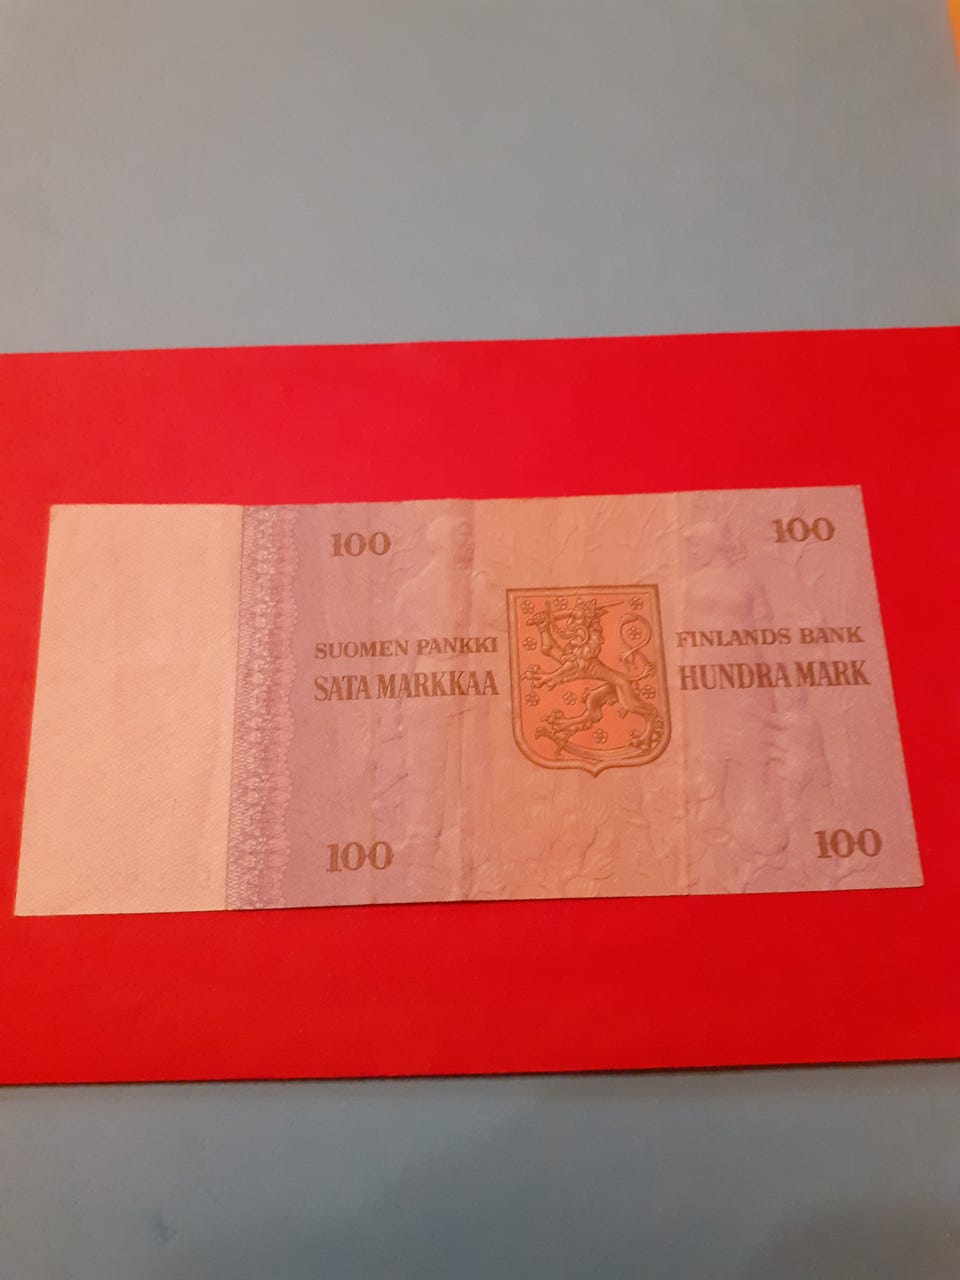 100
100
SUOMEN PANKKI
SATA MARKKAA
FINLANDS BANK
HUNDRA MARK
100
100